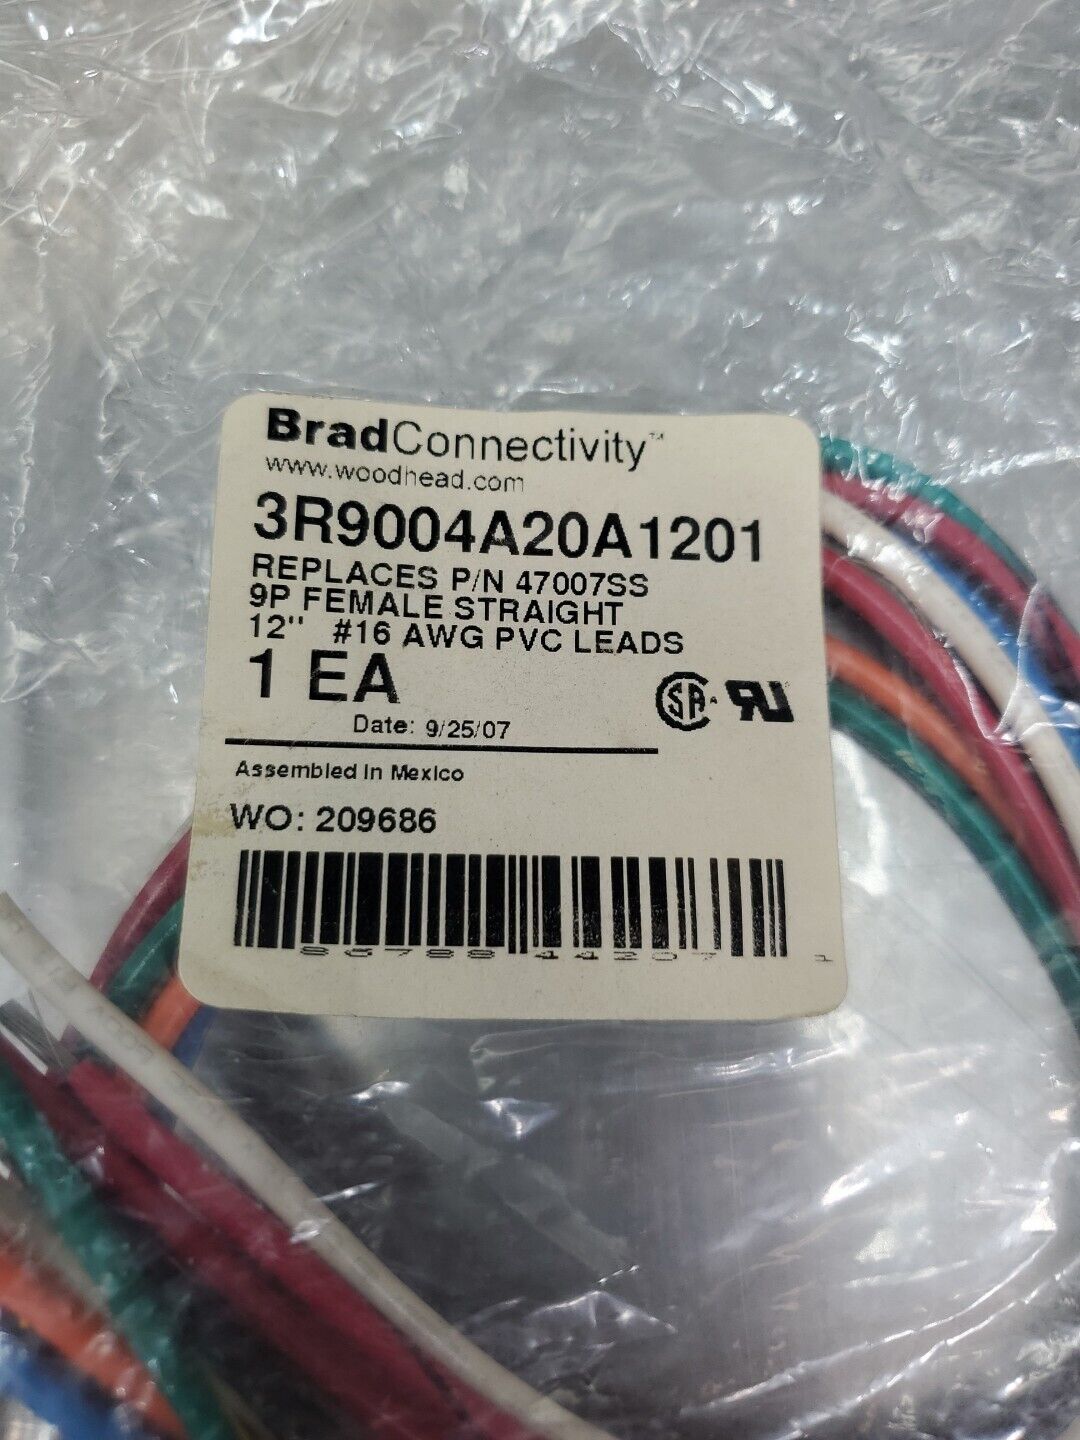 BradConnectivity™
www.woodhead.com
3R9004A20A1201
REPLACES P/N 47007SS
9P FEMALE STRAIGHT
12" #16 AWG PVC LEADS
1 EA
Date: 9/25/07
Assembled in Mexico
WO: 209686